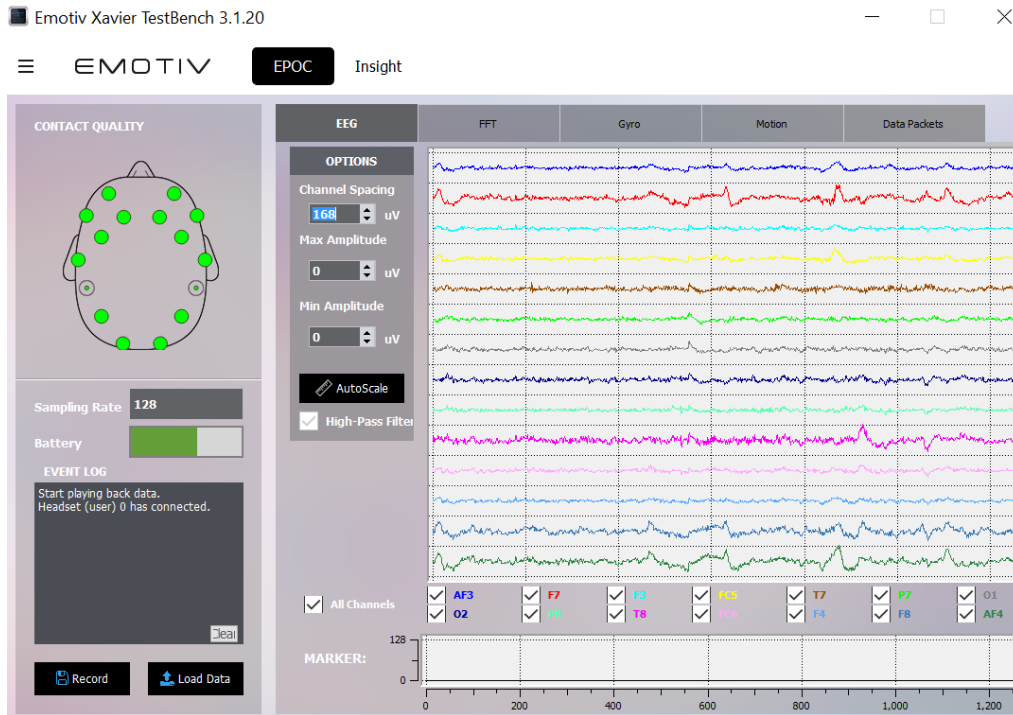 Emotiv Xavier TestBench 3.1.20
EMOTIV
EPOC
Insight
CONTACT QUALITY
EEG
FFT
Gyro
Motion
Data Packets
OPTIONS
Channel Spacing
168 uV
Max Amplitude
0 uV
Min Amplitude
0 uV
AutoScale
High-Pass Filter
Sampling Rate 128
Battery
EVENT LOG
Start playing back data.
Headset (user) 0 has connected.
Clear
Record
Load Data
All Channels
AF3 F7 F3 FC5 T7 P7 O1
O2 P8 T8 FC6 F4 F8 AF4
MARKER:
128
0
0 200 400 600 800 1,000 1,200